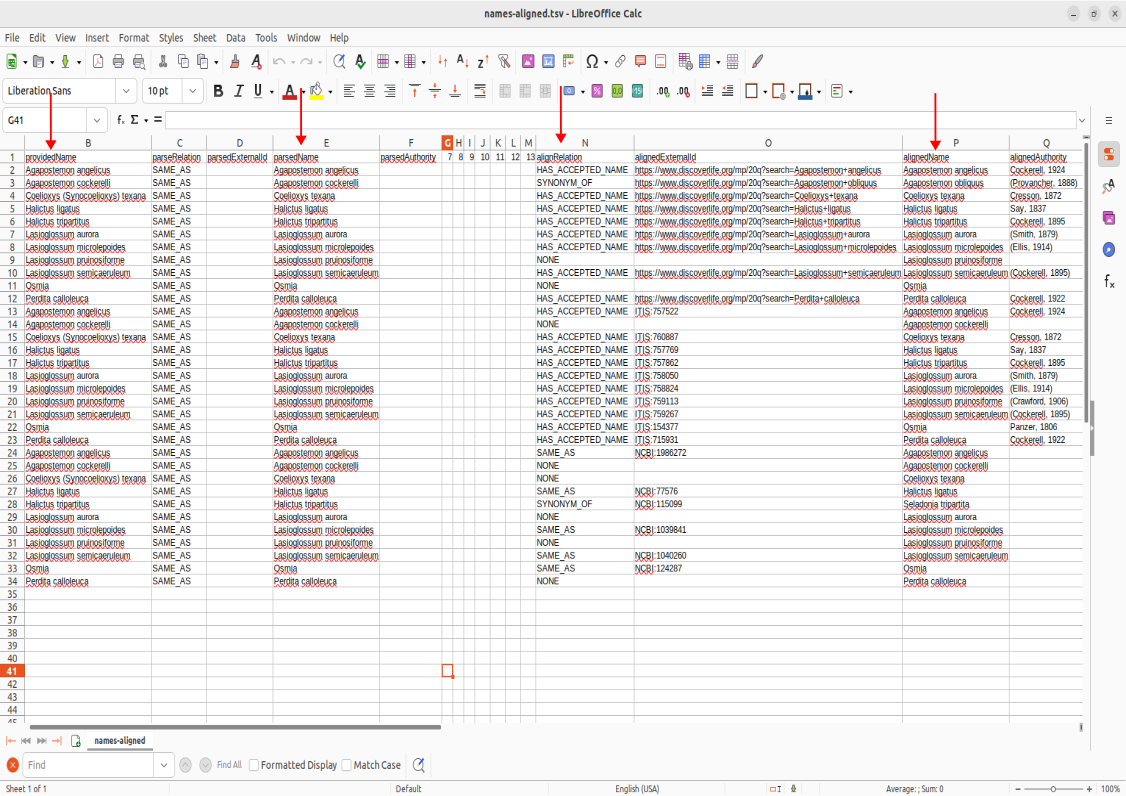 names-aligned.tsv - LibreOffice Calc
File Edit View Insert Format Styles Sheet Data Tools Window Help
Liberation Sans 10 pt
G41 fx Σ =
B C D E F G H I J K L M N O P Q
1 providedName parseRelation parsedExternalId parsedName parsedAuthority 7 8 9 10 11 12 13 alignRelation alignedExternalId alignedName alignedAuthority
2 Agapostemon angelicus SAME_AS Agapostemon angelicus HAS_ACCEPTED_NAME https://www.discoverlife.org/mp/20q?search=Agapostemon+angelicus Agapostemon angelicus Cockerell, 1924
3 Agapostemon cockerelli SAME_AS Agapostemon cockerelli SYNONYM_OF https://www.discoverlife.org/mp/20q?search=Agapostemon+obliquus Agapostemon obliquus (Provancher, 1888)
4 Coelioxys (Synocoelioxys) texana SAME_AS Coelioxys texana HAS_ACCEPTED_NAME https://www.discoverlife.org/mp/20q?search=Coelioxys+texana Coelioxys texana Cresson, 1872
5 Halictus ligatus SAME_AS Halictus ligatus HAS_ACCEPTED_NAME https://www.discoverlife.org/mp/20q?search=Halictus+ligatus Halictus ligatus Say, 1837
6 Halictus tripartitus SAME_AS Halictus tripartitus HAS_ACCEPTED_NAME https://www.discoverlife.org/mp/20q?search=Halictus+tripartitus Halictus tripartitus Cockerell, 1895
7 Lasioglossum aurora SAME_AS Lasioglossum aurora HAS_ACCEPTED_NAME https://www.discoverlife.org/mp/20q?search=Lasioglossum+aurora Lasioglossum aurora (Smith, 1879)
8 Lasioglossum microlepoides SAME_AS Lasioglossum microlepoides HAS_ACCEPTED_NAME https://www.discoverlife.org/mp/20q?search=Lasioglossum+microlepoides Lasioglossum microlepoides (Ellis, 1914)
9 Lasioglossum pruinosiforme SAME_AS Lasioglossum pruinosiforme NONE Lasioglossum pruinosiforme
10 Lasioglossum semicaeruleum SAME_AS Lasioglossum semicaeruleum HAS_ACCEPTED_NAME https://www.discoverlife.org/mp/20q?search=Lasioglossum+semicaeruleum Lasioglossum semicaeruleum (Cockerell, 1895)
11 Osmia SAME_AS Osmia NONE Osmia
12 Perdita calloleuca SAME_AS Perdita calloleuca HAS_ACCEPTED_NAME https://www.discoverlife.org/mp/20q?search=Perdita+calloleuca Perdita calloleuca Cockerell, 1922
13 Agapostemon angelicus SAME_AS Agapostemon angelicus HAS_ACCEPTED_NAME ITIS:757522 Agapostemon angelicus Cockerell, 1924
14 Agapostemon cockerelli SAME_AS Agapostemon cockerelli NONE Agapostemon cockerelli
15 Coelioxys (Synocoelioxys) texana SAME_AS Coelioxys texana HAS_ACCEPTED_NAME ITIS:760887 Coelioxys texana Cresson, 1872
16 Halictus ligatus SAME_AS Halictus ligatus HAS_ACCEPTED_NAME ITIS:757769 Halictus ligatus Say, 1837
17 Halictus tripartitus SAME_AS Halictus tripartitus HAS_ACCEPTED_NAME ITIS:757862 Halictus tripartitus Cockerell, 1895
18 Lasioglossum aurora SAME_AS Lasioglossum aurora HAS_ACCEPTED_NAME ITIS:758050 Lasioglossum aurora (Smith, 1879)
19 Lasioglossum microlepoides SAME_AS Lasioglossum microlepoides HAS_ACCEPTED_NAME ITIS:758824 Lasioglossum microlepoides (Ellis, 1914)
20 Lasioglossum pruinosiforme SAME_AS Lasioglossum pruinosiforme HAS_ACCEPTED_NAME ITIS:759113 Lasioglossum pruinosiforme (Crawford, 1906)
21 Lasioglossum semicaeruleum SAME_AS Lasioglossum semicaeruleum HAS_ACCEPTED_NAME ITIS:759267 Lasioglossum semicaeruleum (Cockerell, 1895)
22 Osmia SAME_AS Osmia HAS_ACCEPTED_NAME ITIS:154377 Osmia Panzer, 1806
23 Perdita calloleuca SAME_AS Perdita calloleuca HAS_ACCEPTED_NAME ITIS:715931 Perdita calloleuca Cockerell, 1922
24 Agapostemon angelicus SAME_AS Agapostemon angelicus SAME_AS NCBI:1986272 Agapostemon angelicus
25 Agapostemon cockerelli SAME_AS Agapostemon cockerelli NONE Agapostemon cockerelli
26 Coelioxys (Synocoelioxys) texana SAME_AS Coelioxys texana NONE Coelioxys texana
27 Halictus ligatus SAME_AS Halictus ligatus SAME_AS NCBI:77576 Halictus ligatus
28 Halictus tripartitus SAME_AS Halictus tripartitus SYNONYM_OF NCBI:115099 Seladonia tripartita
29 Lasioglossum aurora SAME_AS Lasioglossum aurora NONE Lasioglossum aurora
30 Lasioglossum microlepoides SAME_AS Lasioglossum microlepoides SAME_AS NCBI:1039841 Lasioglossum microlepoides
31 Lasioglossum pruinosiforme SAME_AS Lasioglossum pruinosiforme NONE Lasioglossum pruinosiforme
32 Lasioglossum semicaeruleum SAME_AS Lasioglossum semicaeruleum SAME_AS NCBI:1040260 Lasioglossum semicaeruleum
33 Osmia SAME_AS Osmia SAME_AS NCBI:124287 Osmia
34 Perdita calloleuca SAME_AS Perdita calloleuca NONE Perdita calloleuca
35
36
37
38
39
40
41
42
43
44
45
names-aligned
Find Find All Formatted Display Match Case
Sheet 1 of 1 Default English (USA) Average: ; Sum: 0 100%